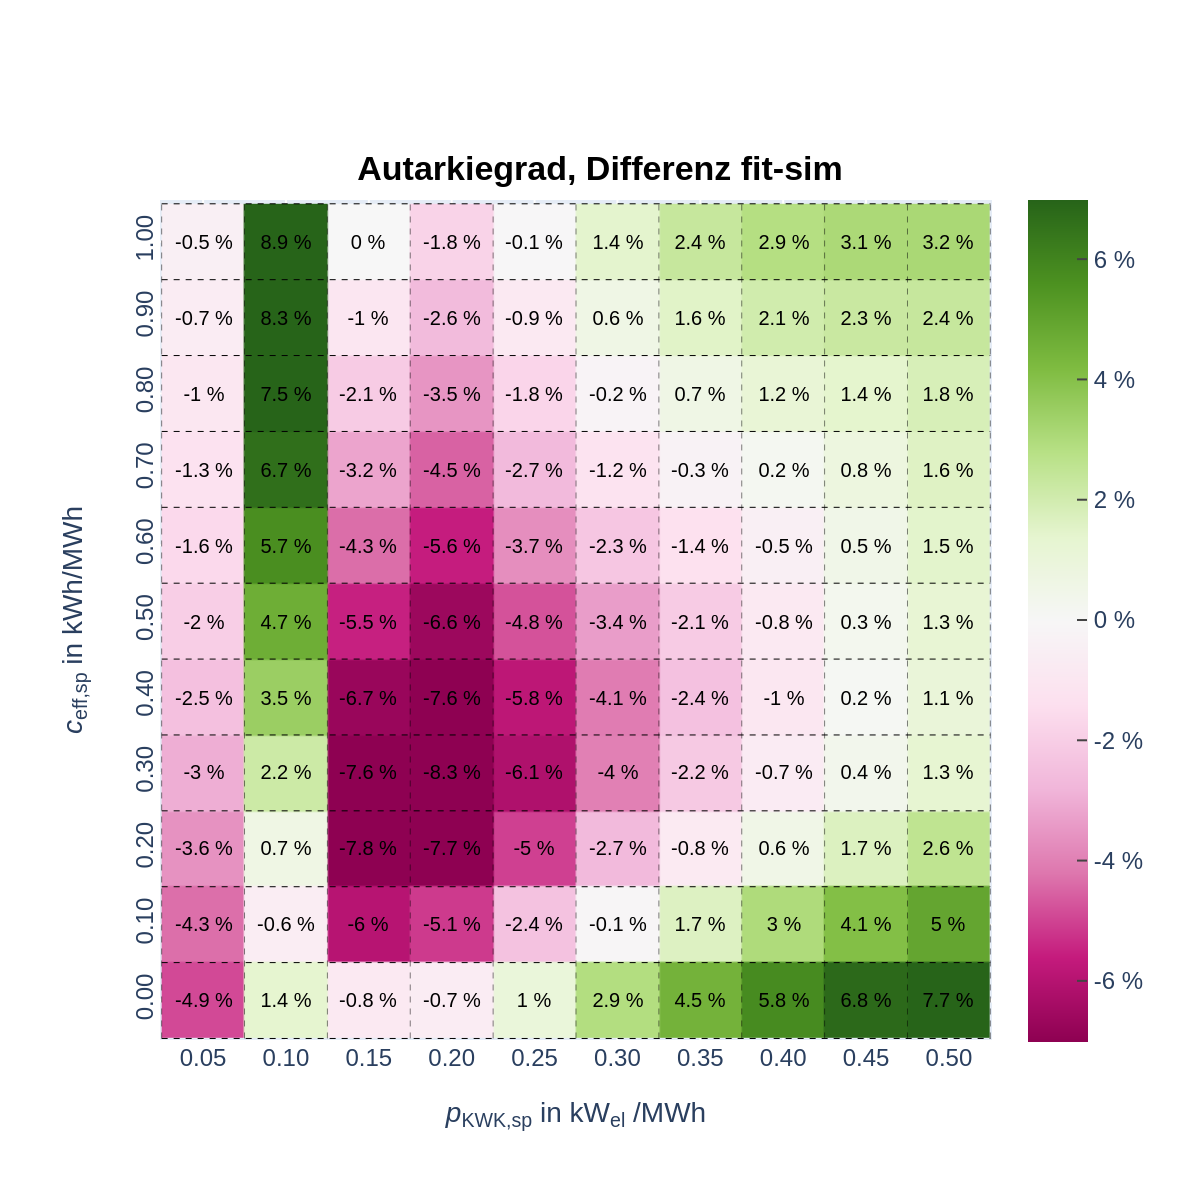 Autarkiegrad, Differenz fit-sim
1.00 -0.5 % 8.9 % 0 % -1.8 % -0.1 % 1.4 % 2.4 % 2.9 % 3.1 % 3.2 %
0.90 -0.7 % 8.3 % -1 % -2.6 % -0.9 % 0.6 % 1.6 % 2.1 % 2.3 % 2.4 %
0.80 -1 % 7.5 % -2.1 % -3.5 % -1.8 % -0.2 % 0.7 % 1.2 % 1.4 % 1.8 %
0.70 -1.3 % 6.7 % -3.2 % -4.5 % -2.7 % -1.2 % -0.3 % 0.2 % 0.8 % 1.6 %
0.60 -1.6 % 5.7 % -4.3 % -5.6 % -3.7 % -2.3 % -1.4 % -0.5 % 0.5 % 1.5 %
0.50 -2 % 4.7 % -5.5 % -6.6 % -4.8 % -3.4 % -2.1 % -0.8 % 0.3 % 1.3 %
0.40 -2.5 % 3.5 % -6.7 % -7.6 % -5.8 % -4.1 % -2.4 % -1 % 0.2 % 1.1 %
0.30 -3 % 2.2 % -7.6 % -8.3 % -6.1 % -4 % -2.2 % -0.7 % 0.4 % 1.3 %
0.20 -3.6 % 0.7 % -7.8 % -7.7 % -5 % -2.7 % -0.8 % 0.6 % 1.7 % 2.6 %
0.10 -4.3 % -0.6 % -6 % -5.1 % -2.4 % -0.1 % 1.7 % 3 % 4.1 % 5 %
0.00 -4.9 % 1.4 % -0.8 % -0.7 % 1 % 2.9 % 4.5 % 5.8 % 6.8 % 7.7 %
0.05 0.10 0.15 0.20 0.25 0.30 0.35 0.40 0.45 0.50
p KWK,sp in kW el /MWh
c eff,sp in kWh/MWh
6 %
4 %
2 %
0 %
-2 %
-4 %
-6 %